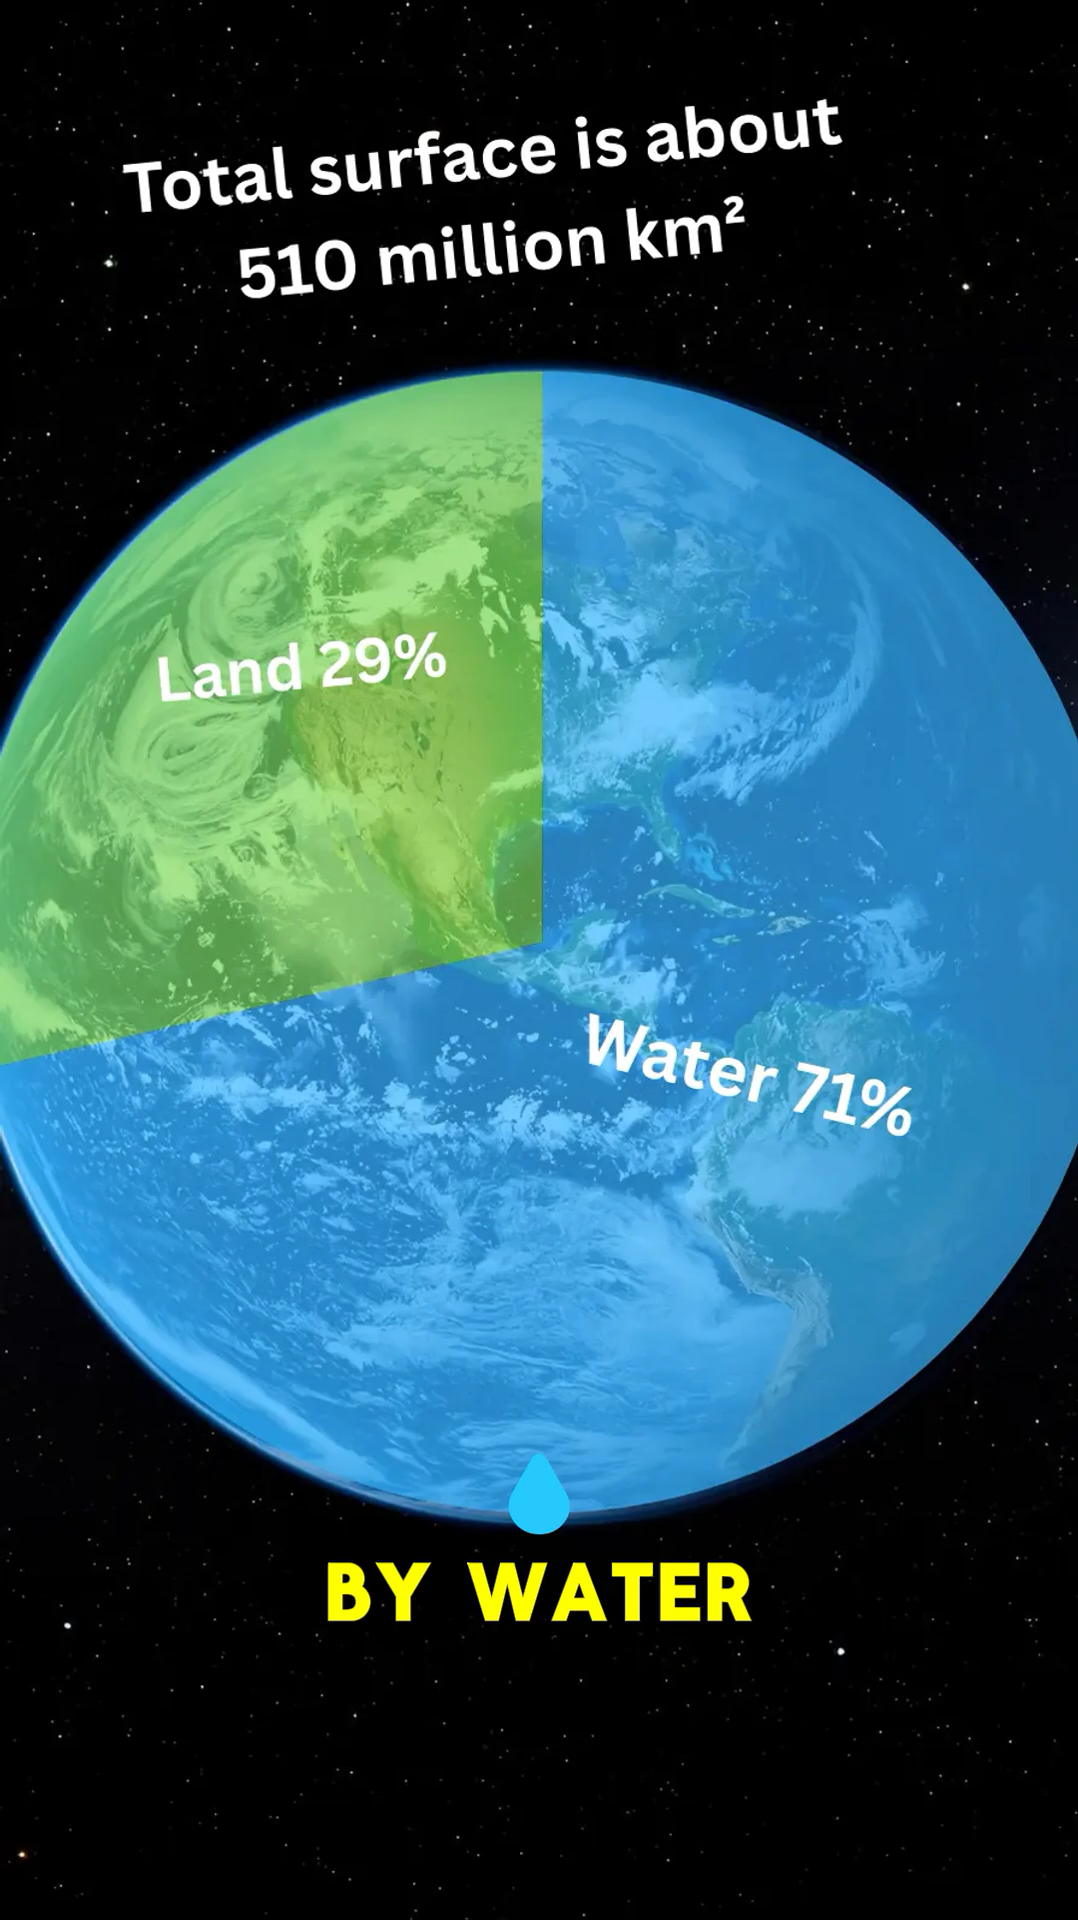 Total surface is about
510 million km²
Land 29%
Water 71%
BY WATER